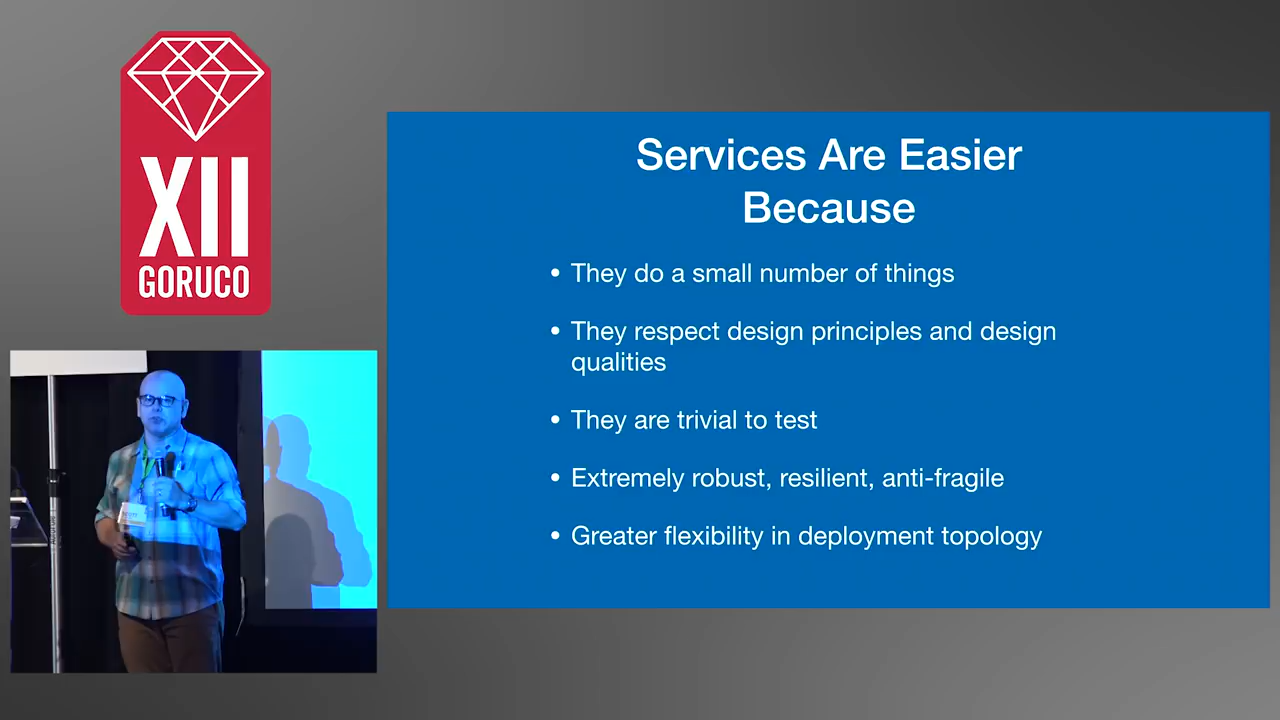 XII
GORUCO
Services Are Easier
Because
• They do a small number of things
• They respect design principles and design
qualities
• They are trivial to test
• Extremely robust, resilient, anti-fragile
• Greater flexibility in deployment topology